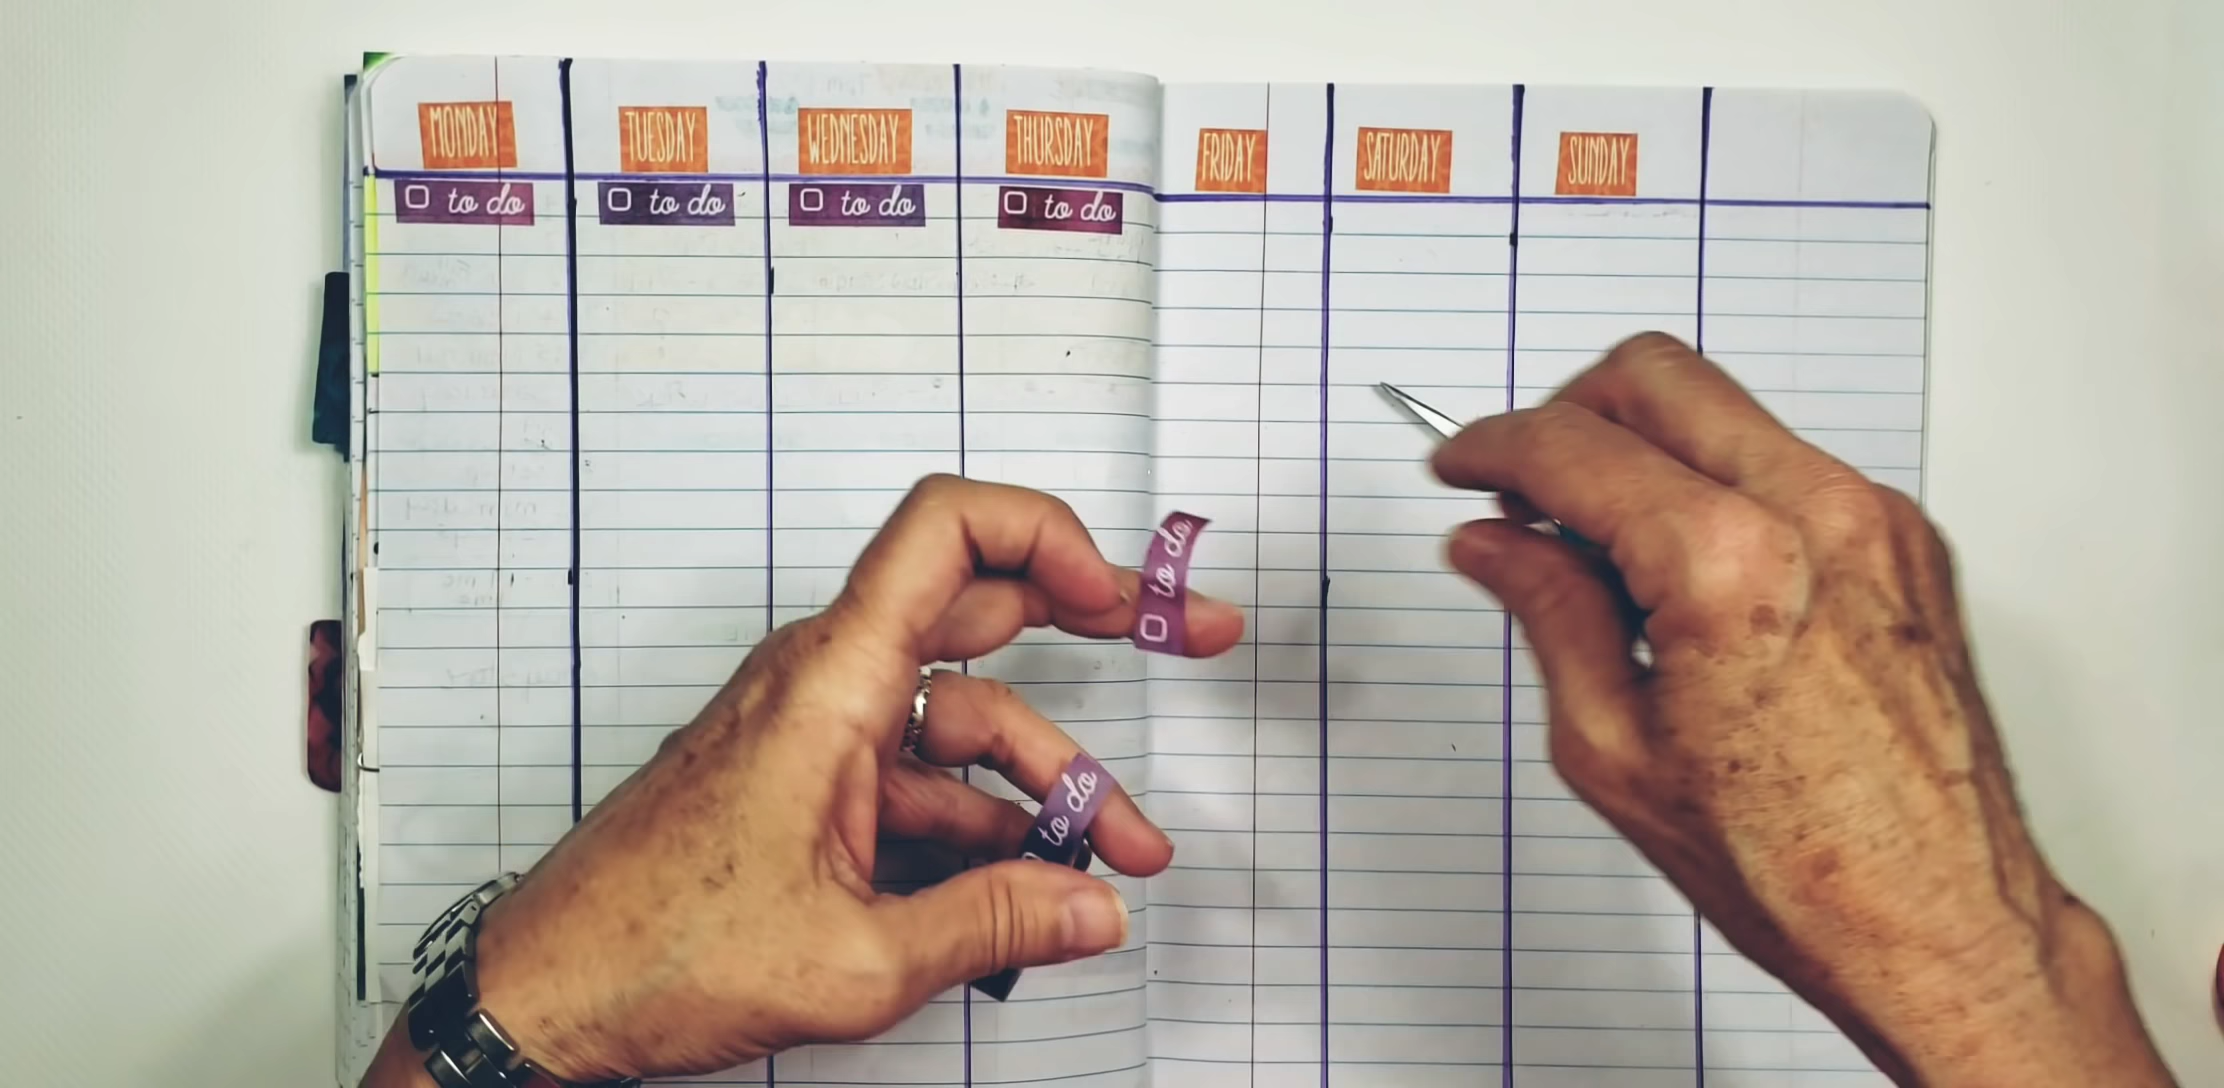 MONDAY TUESDAY WEDNESDAY THURSDAY FRIDAY SATURDAY SUNDAY
to do to do to do to do
to do
to do